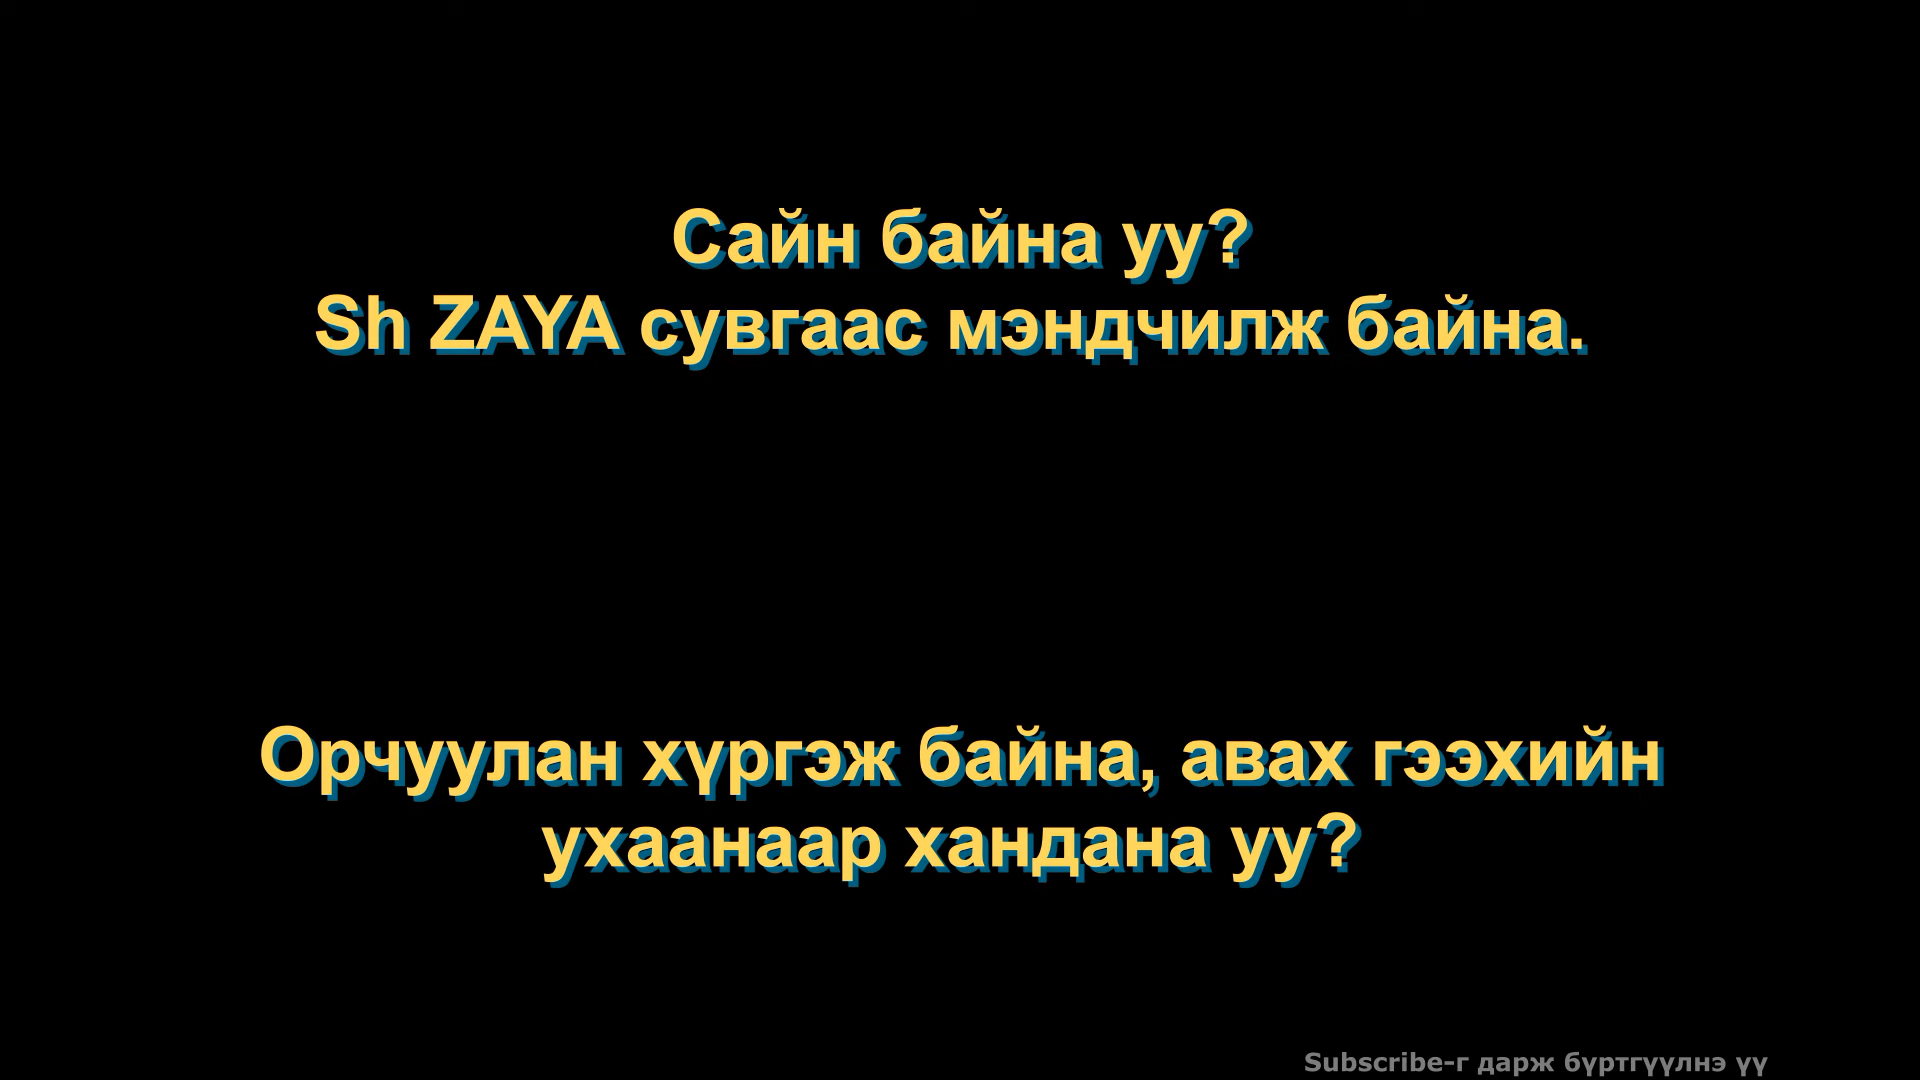 Сайн байна уу?
Sh ZAYA сувгаас мэндчилж байна.
Орчуулан хүргэж байна, авах гээхийн
ухаанаар хандана уу?
Subscribe-г дарж бүртгүүлнэ үү